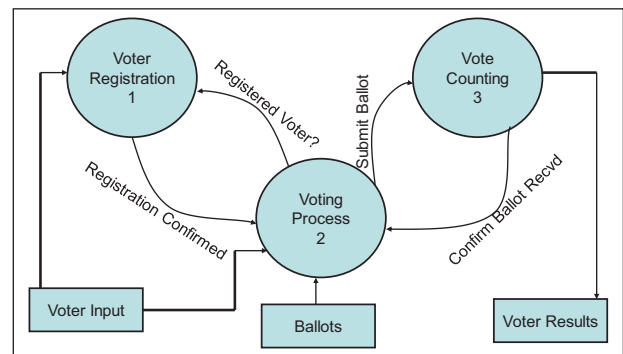 Voter
Registration
1
Registered Voter?
Submit Ballot
Vote
Counting
3
Registration Confirmed
Voting
Process
2
Confirm Ballot Recvd
Voter Input
Ballots
Voter Results